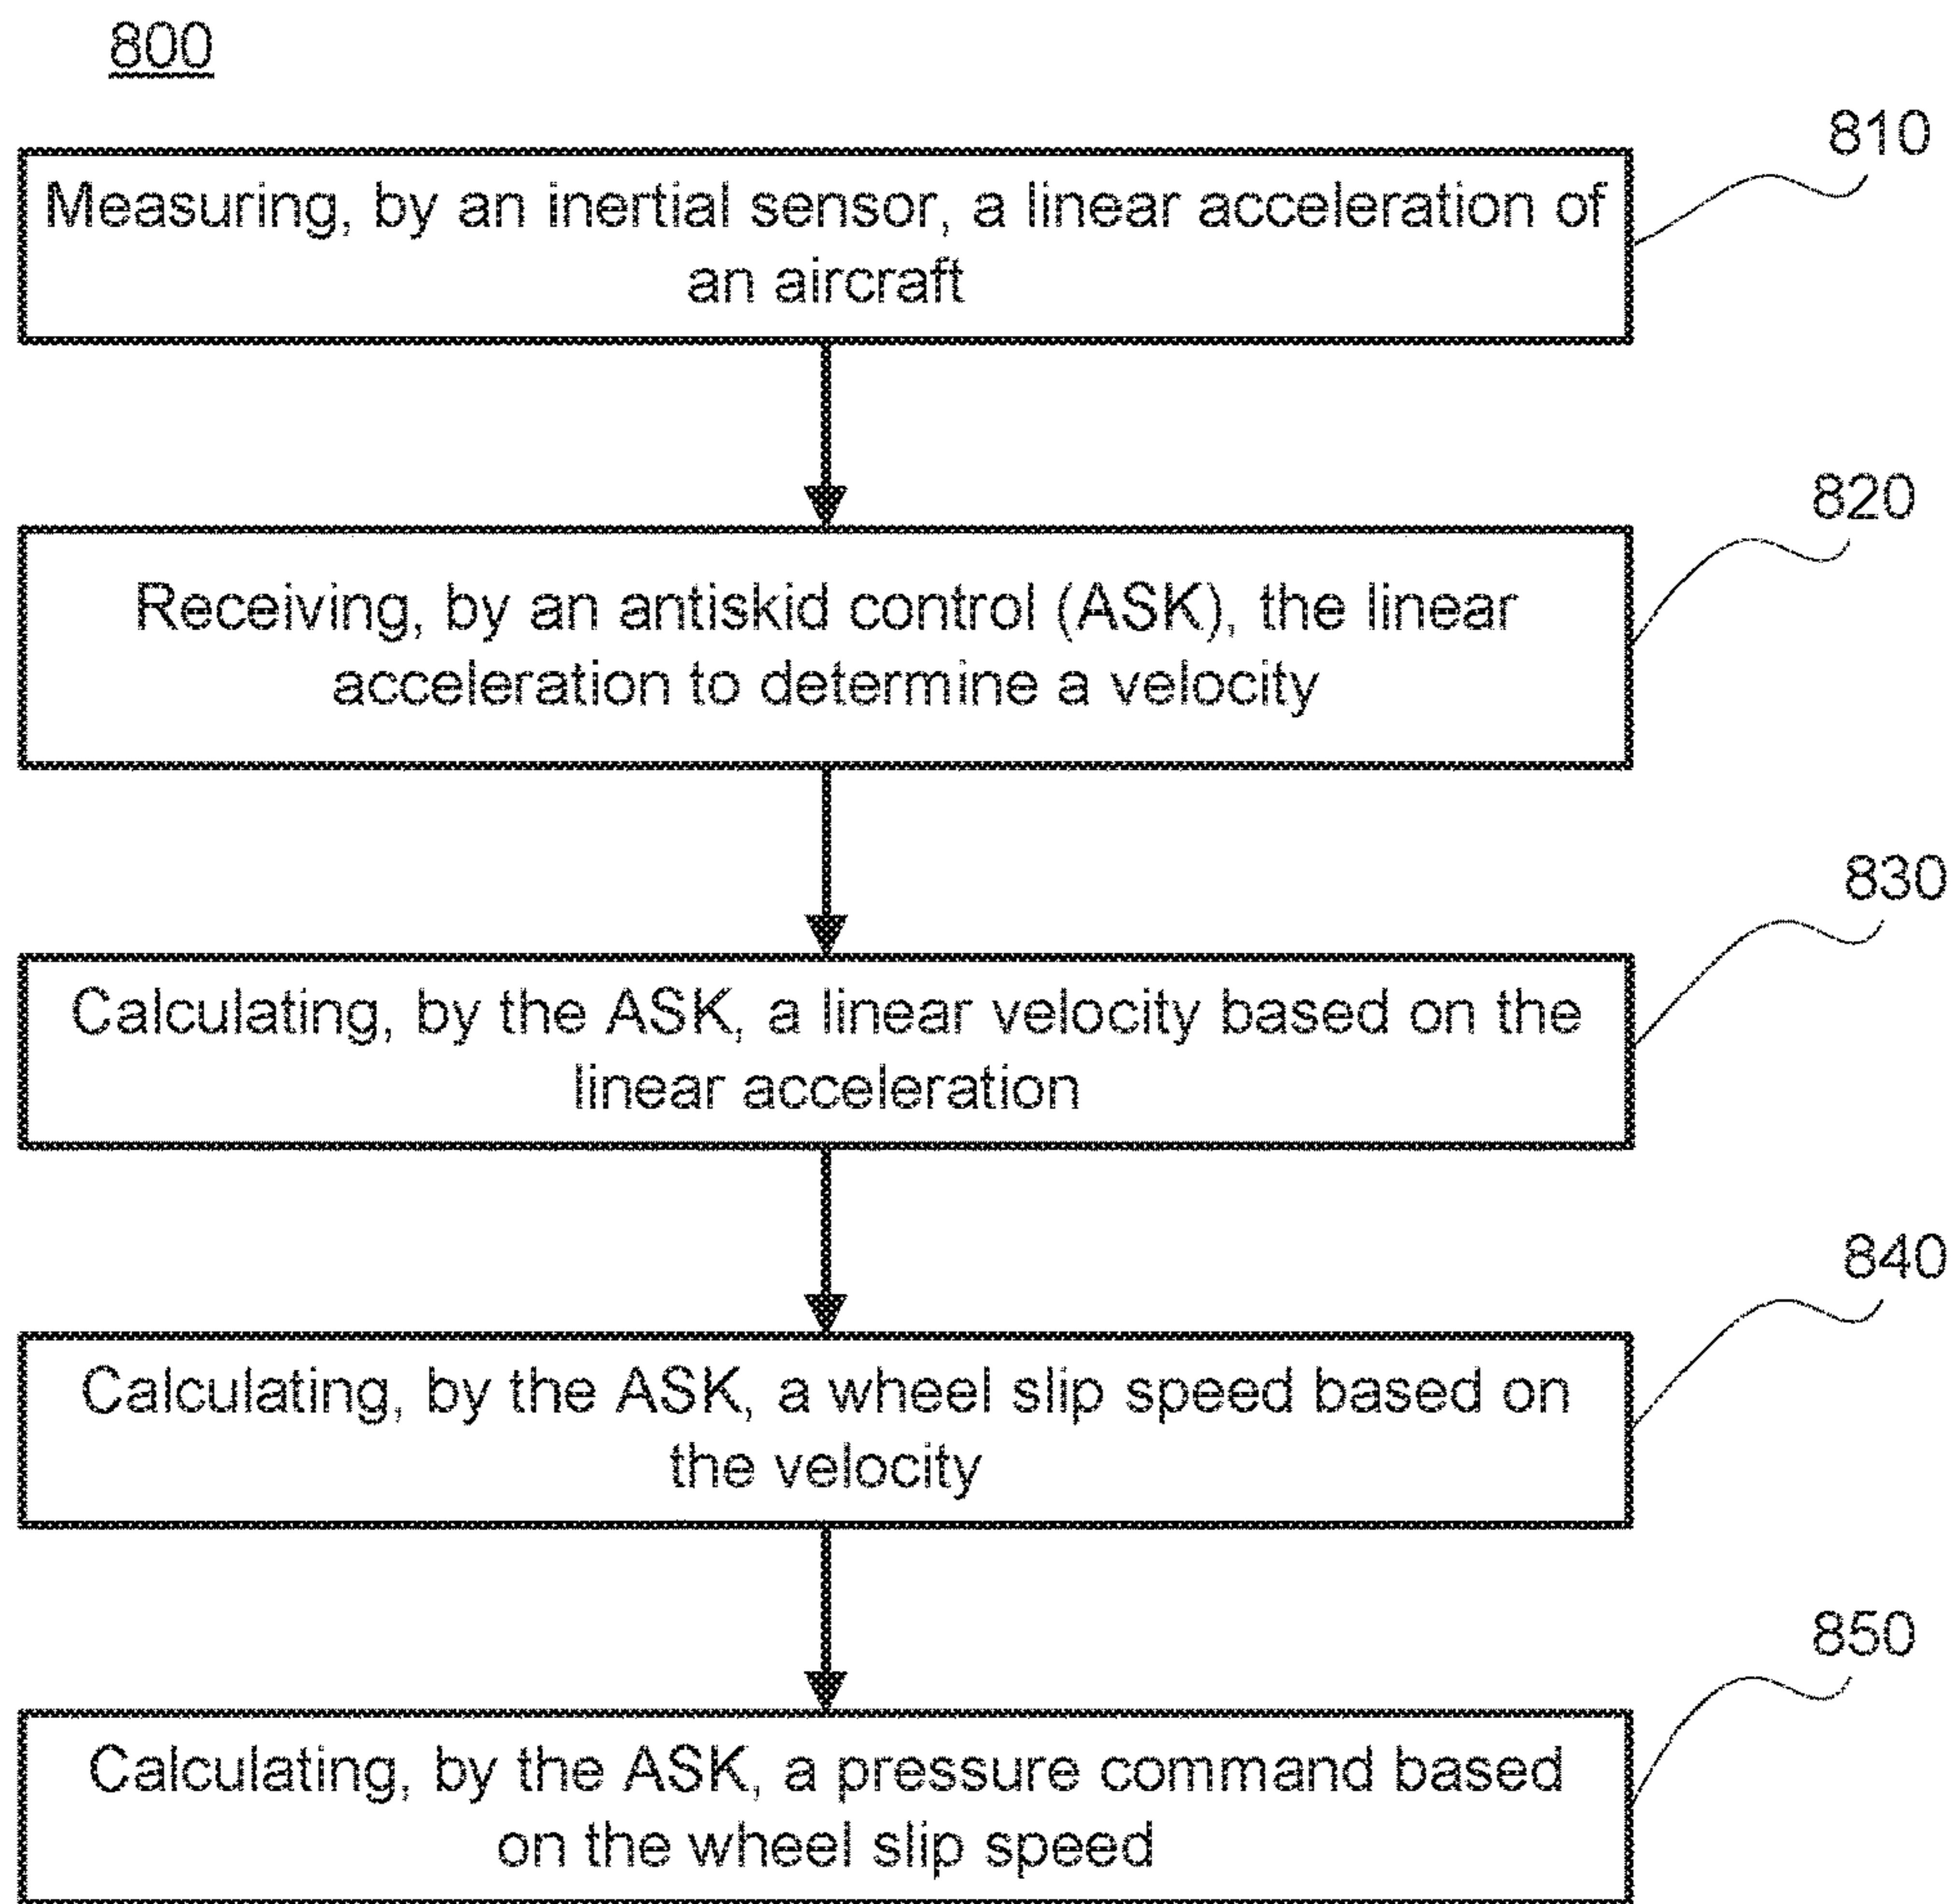 800
810
Measuring, by an inertial sensor, a linear acceleration of
an aircraft
820
Receiving, by an antiskid control (ASK), the linear
acceleration to determine a velocity
830
Calculating, by the ASK, a linear velocity based on the
linear acceleration
840
Calculating, by the ASK, a wheel slip speed based on
the velocity
850
Calculating, by the ASK, a pressure command based
on the wheel slip speed